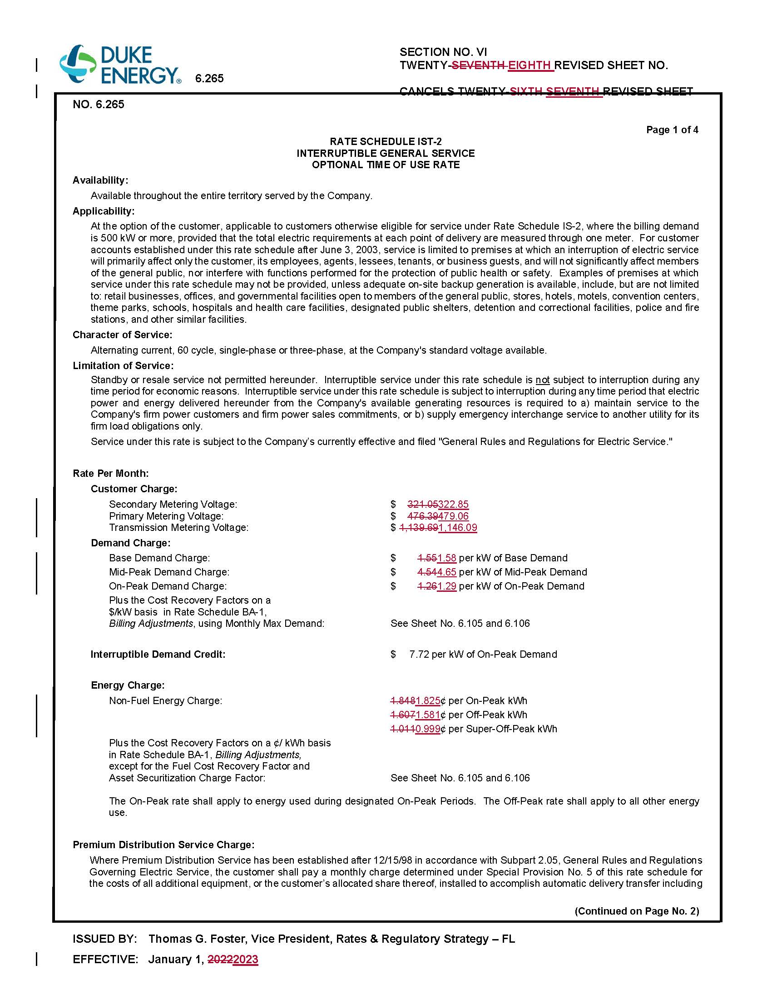 DUKE
ENERGY® 6.265
SECTION NO. VI
TWENTY-SEVENTH EIGHTH REVISED SHEET NO.
CANCELS TWENTY-SIXTH SEVENTH REVISED SHEET
NO. 6.265
Page 1 of 4
RATE SCHEDULE IST-2
INTERRUPTIBLE GENERAL SERVICE
OPTIONAL TIME OF USE RATE
Availability:
Available throughout the entire territory served by the Company.
Applicability:
At the option of the customer, applicable to customers otherwise eligible for service under Rate Schedule IS-2, where the billing demand
is 500 kW or more, provided that the total electric requirements at each point of delivery are measured through one meter. For customer
accounts established under this rate schedule after June 3, 2003, service is limited to premises at which an interruption of electric service
will primarily affect only the customer, its employees, agents, lessees, tenants, or business guests, and will not significantly affect members
of the general public, nor interfere with functions performed for the protection of public health or safety. Examples of premises at which
service under this rate schedule may not be provided, unless adequate on-site backup generation is available, include, but are not limited
to: retail businesses, offices, and governmental facilities open to members of the general public, stores, hotels, motels, convention centers,
theme parks, schools, hospitals and health care facilities, designated public shelters, detention and correctional facilities, police and fire
stations, and other similar facilities.
Character of Service:
Alternating current, 60 cycle, single-phase or three-phase, at the Company's standard voltage available.
Limitation of Service:
Standby or resale service not permitted hereunder. Interruptible service under this rate schedule is not subject to interruption during any
time period for economic reasons. Interruptible service under this rate schedule is subject to interruption during any time period that electric
power and energy delivered hereunder from the Company's available generating resources is required to a) maintain service to the
Company's firm power customers and firm power sales commitments, or b) supply emergency interchange service to another utility for its
firm load obligations only.
Service under this rate is subject to the Company’s currently effective and filed "General Rules and Regulations for Electric Service."
Rate Per Month:
Customer Charge:
Secondary Metering Voltage: $ 321.05322.85
Primary Metering Voltage: $ 476.39479.06
Transmission Metering Voltage: $ 1,139.691,146.09
Demand Charge:
Base Demand Charge: $ 1.551.58 per kW of Base Demand
Mid-Peak Demand Charge: $ 4.544.65 per kW of Mid-Peak Demand
On-Peak Demand Charge: $ 1.261.29 per kW of On-Peak Demand
Plus the Cost Recovery Factors on a
$/kW basis in Rate Schedule BA-1,
Billing Adjustments, using Monthly Max Demand: See Sheet No. 6.105 and 6.106
Interruptible Demand Credit: $ 7.72 per kW of On-Peak Demand
Energy Charge:
Non-Fuel Energy Charge: 1.8481.825¢ per On-Peak kWh
1.6071.581¢ per Off-Peak kWh
1.0110.999¢ per Super-Off-Peak kWh
Plus the Cost Recovery Factors on a ¢/ kWh basis
in Rate Schedule BA-1, Billing Adjustments,
except for the Fuel Cost Recovery Factor and
Asset Securitization Charge Factor: See Sheet No. 6.105 and 6.106
The On-Peak rate shall apply to energy used during designated On-Peak Periods. The Off-Peak rate shall apply to all other energy
use.
Premium Distribution Service Charge:
Where Premium Distribution Service has been established after 12/15/98 in accordance with Subpart 2.05, General Rules and Regulations
Governing Electric Service, the customer shall pay a monthly charge determined under Special Provision No. 5 of this rate schedule for
the costs of all additional equipment, or the customer’s allocated share thereof, installed to accomplish automatic delivery transfer including
(Continued on Page No. 2)
ISSUED BY: Thomas G. Foster, Vice President, Rates & Regulatory Strategy – FL
EFFECTIVE: January 1, 20222023